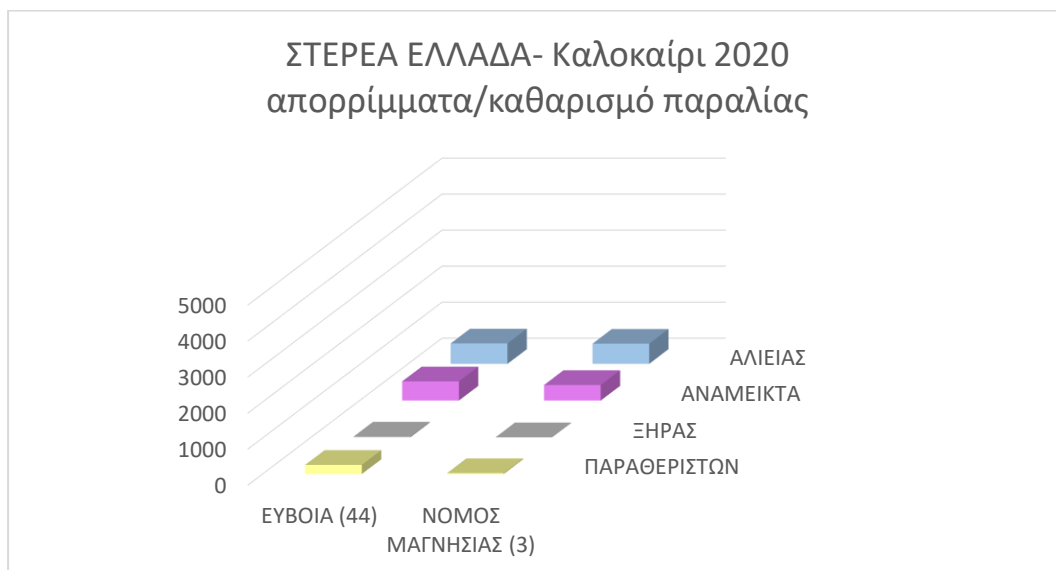 ΣΤΕΡΕΑ ΕΛΛΑΔΑ- Καλοκαίρι 2020
απορρίμματα/καθαρισμό παραλίας
5000
4000
3000
2000
1000
0
ΑΛΙΕΙΑΣ
ΑΝΑΜΕΙΚΤΑ
ΞΗΡΑΣ
ΠΑΡΑΘΕΡΙΣΤΩΝ
ΕΥΒΟΙΑ (44)
ΝΟΜΟΣ
ΜΑΓΝΗΣΙΑΣ (3)